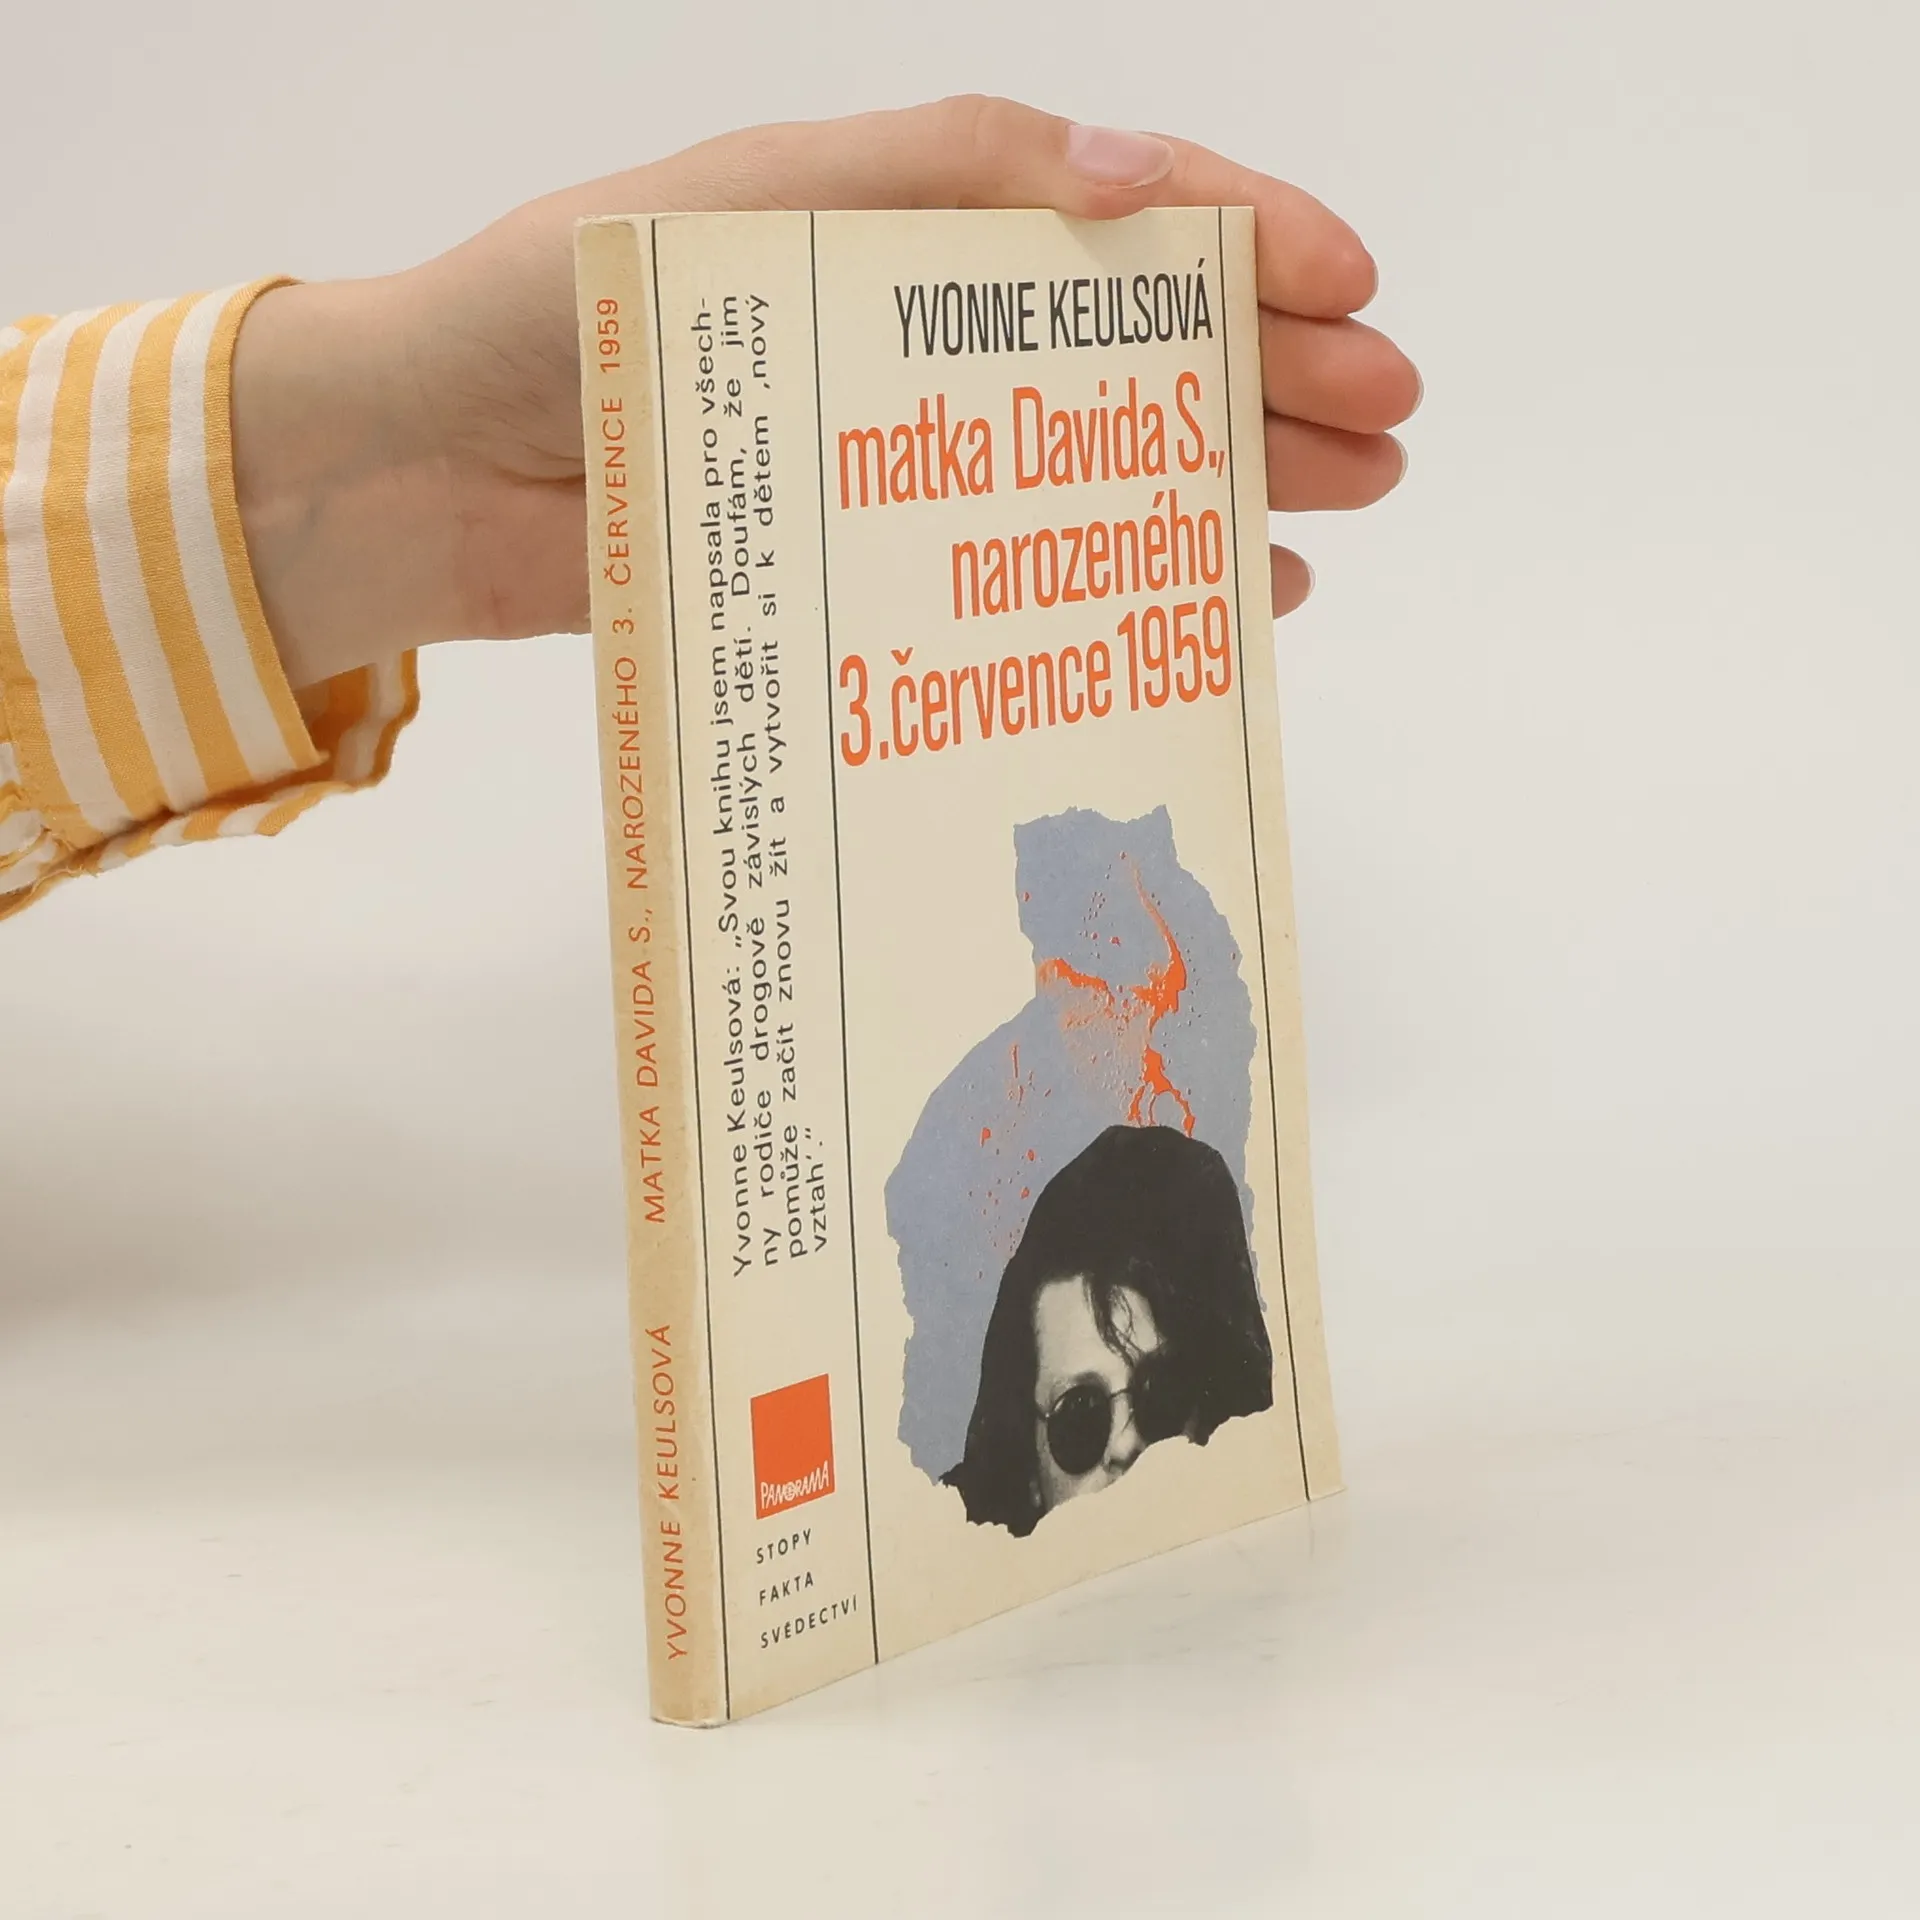 YVONNE KEULSOVÁ MATKA DAVIDA S., NAROZENÉHO 3. ČERVENCE 1959
Yvonne Keulsová: „Svou knihu jsem napsala pro všech-
ny rodiče drogově závislých dětí. Doufám, že jim
pomůže začít znovu žít a vytvořit si k dětem ‚nový
vztah‘.“
PANORAMA
STOPY
FAKTA
SVĚDECTVÍ
YVONNE KEULSOVÁ
matka Davida S.,
narozeného
3. července 1959